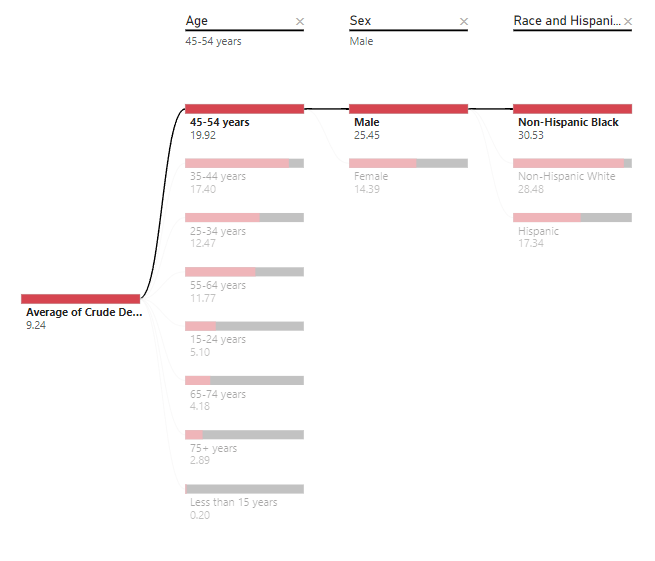 Age ×
45-54 years
Sex ×
Male
Race and Hispani... ×
45-54 years
19.92
35-44 years
17.40
25-34 years
12.47
55-64 years
11.77
15-24 years
5.10
65-74 years
4.18
75+ years
2.89
Less than 15 years
0.20
Average of Crude De...
9.24
Male
25.45
Female
14.39
Non-Hispanic Black
30.53
Non-Hispanic White
28.48
Hispanic
17.34